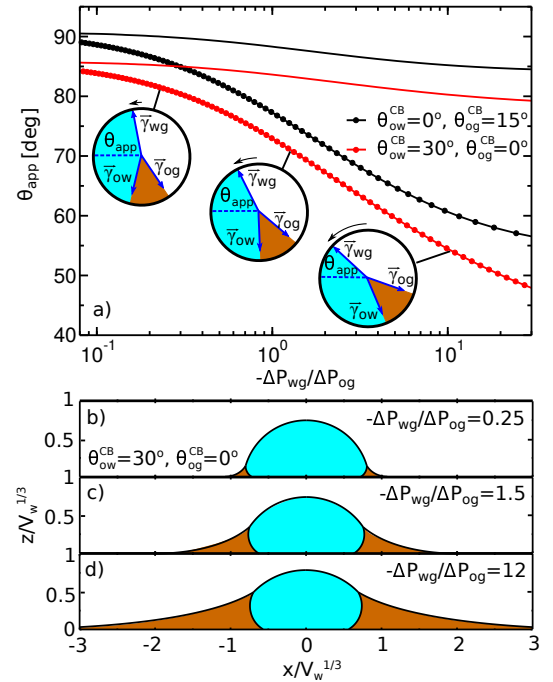 90
80
70
60
50
40
θapp [deg]
θow^CB=0°, θog^CB=15°
θow^CB=30°, θog^CB=0°
γ̅wg
θapp
γ̅og
γ̅ow
γ̅wg
θapp
γ̅og
γ̅ow
γ̅wg
θapp
γ̅og
γ̅ow
a)
10^-1 10^0 10^1
-ΔPwg/ΔPog
1
b) -ΔPwg/ΔPog=0.25
0.5
θow^CB=30°, θog^CB=0°
1
c) -ΔPwg/ΔPog=1.5
0.5
z/Vw^1/3
1
d) -ΔPwg/ΔPog=12
0.5
0
-3 -2 -1 0 1 2 3
x/Vw^1/3